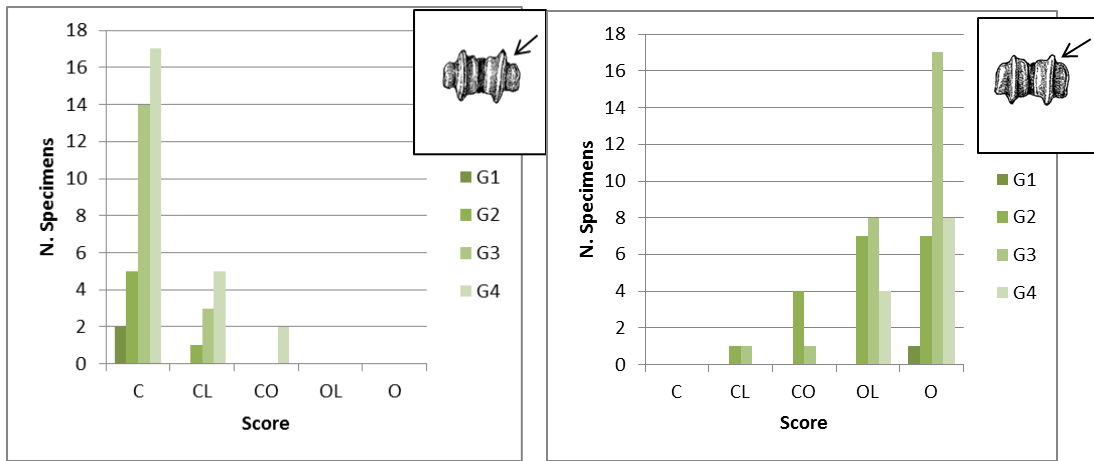 18
16
14
12
10
8
6
4
2
0
N. Specimens
C CL CO OL O
Score
G1
G2
G3
G4
18
16
14
12
10
8
6
4
2
0
N. Specimens
C CL CO OL O
Score
G1
G2
G3
G4